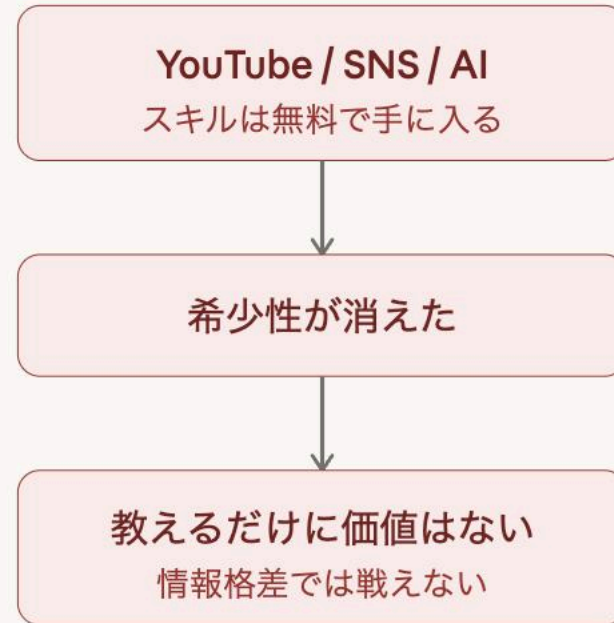 YouTube / SNS / AI
スキルは無料で手に入る
希少性が消えた
教えるだけに価値はない
情報格差では戦えない